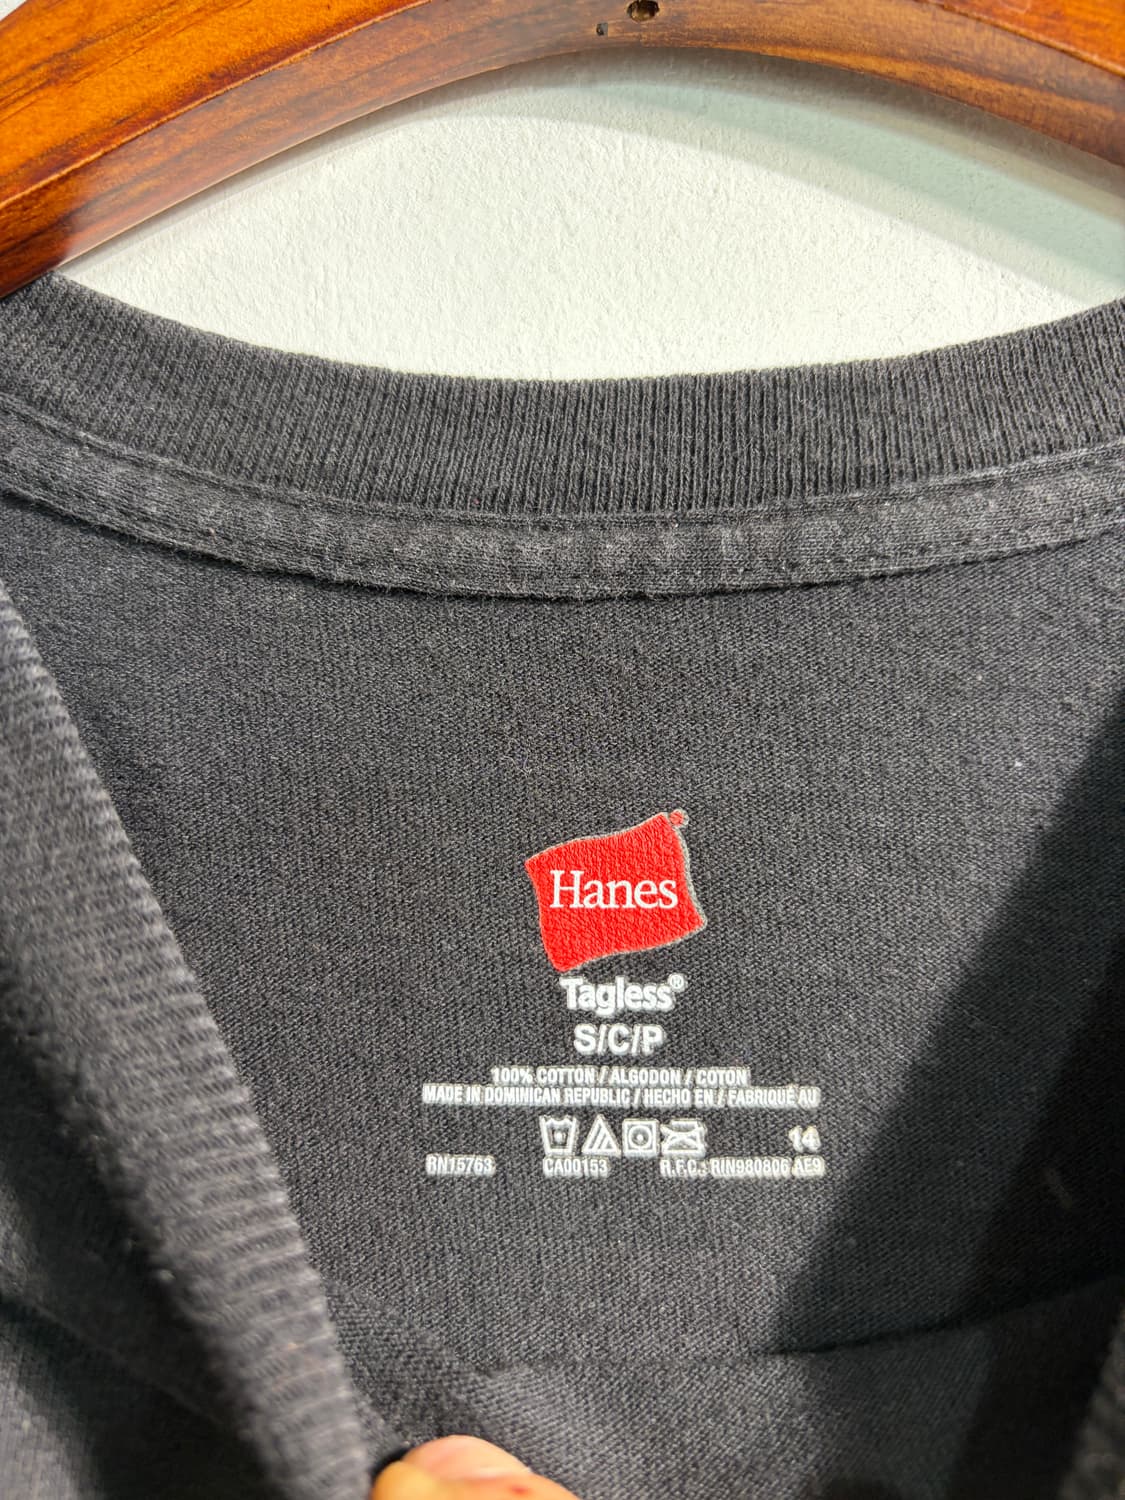 Hanes
Tagless®
S/C/P
100% COTTON / ALGODON / COTON
MADE IN DOMINICAN REPUBLIC / HECHO EN / FABRIQUÉ AU
14
RN15763 CA00153 R.F.C.: RIN980806 AE9